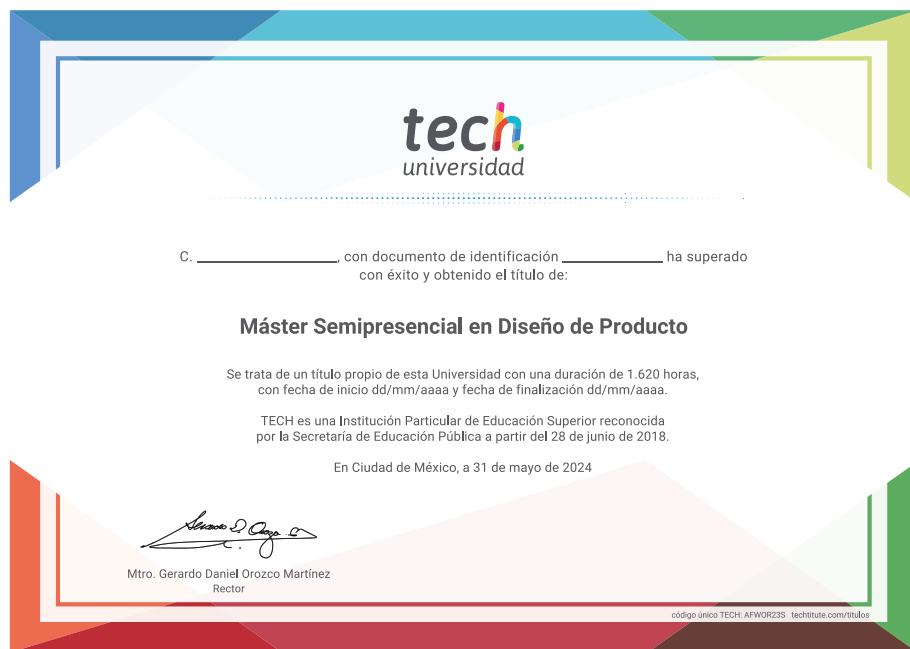 tech
universidad
C. ____________, con documento de identificación ____________ ha superado
con éxito y obtenido el título de:
Máster Semipresencial en Diseño de Producto
Se trata de un título propio de esta Universidad con una duración de 1.620 horas,
con fecha de inicio dd/mm/aaaa y fecha de finalización dd/mm/aaaa.
TECH es una Institución Particular de Educación Superior reconocida
por la Secretaría de Educación Pública a partir del 28 de junio de 2018.
En Ciudad de México, a 31 de mayo de 2024
Mtro. Gerardo Daniel Orozco Martínez
Rector
código único TECH: AFWOR23S techtitute.com/titulos